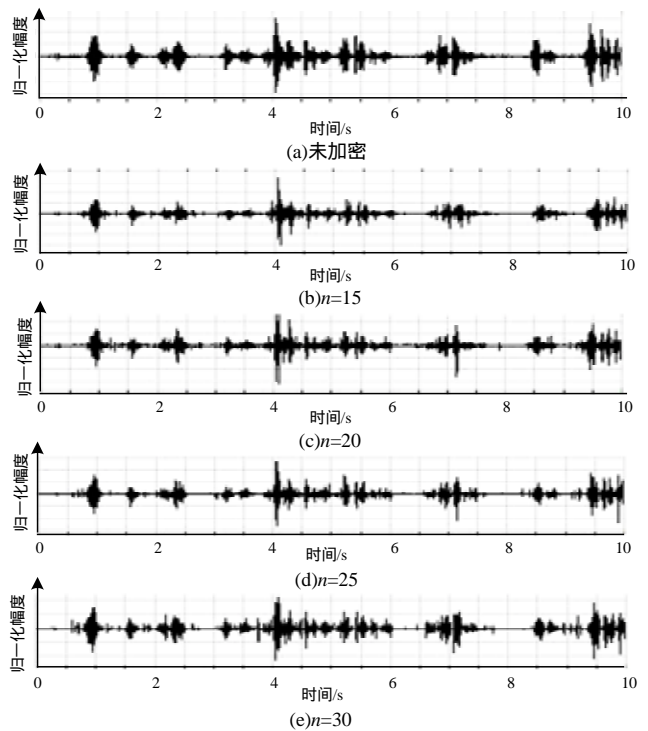 归一化幅度
0 2 4 6 8 10
时间/s
(a)未加密
归一化幅度
0 2 4 6 8 10
时间/s
(b)n=15
归一化幅度
0 2 4 6 8 10
时间/s
(c)n=20
归一化幅度
0 2 4 6 8 10
时间/s
(d)n=25
归一化幅度
0 2 4 6 8 10
时间/s
(e)n=30